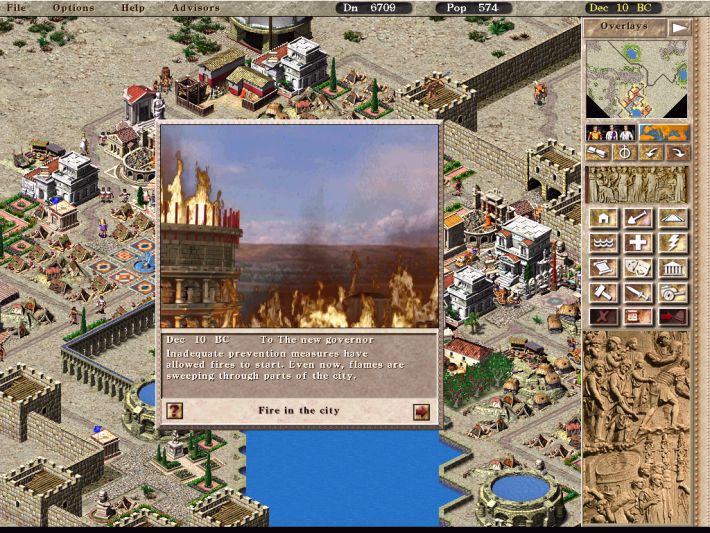 File Options Help Advisors Dn 6709 Pop 574 Dec 10 BC
Overlays
Dec 10 BC To The new governor
Inadequate prevention measures have
allowed fires to start. Even now, flames are
sweeping through parts of the city.
? Fire in the city